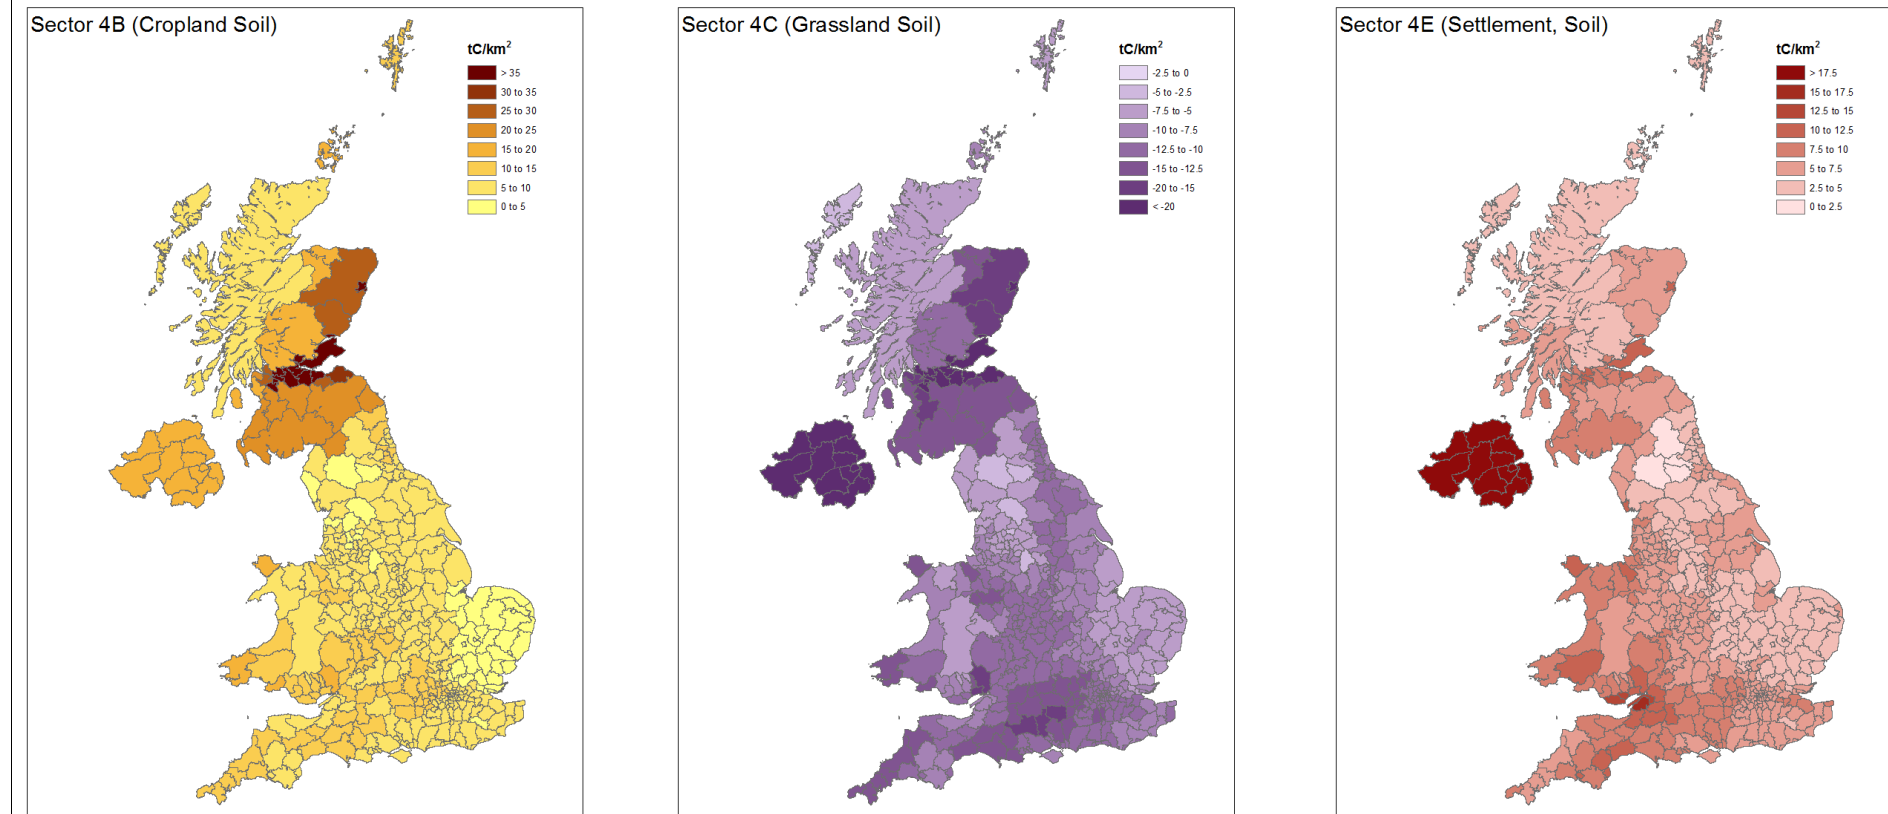 Sector 4B (Cropland Soil)
tC/km²
> 35
30 to 35
25 to 30
20 to 25
15 to 20
10 to 15
5 to 10
0 to 5
Sector 4C (Grassland Soil)
tC/km²
-2.5 to 0
-5 to -2.5
-7.5 to -5
-10 to -7.5
-12.5 to -10
-15 to -12.5
-20 to -15
< -20
Sector 4E (Settlement, Soil)
tC/km²
> 17.5
15 to 17.5
12.5 to 15
10 to 12.5
7.5 to 10
5 to 7.5
2.5 to 5
0 to 2.5